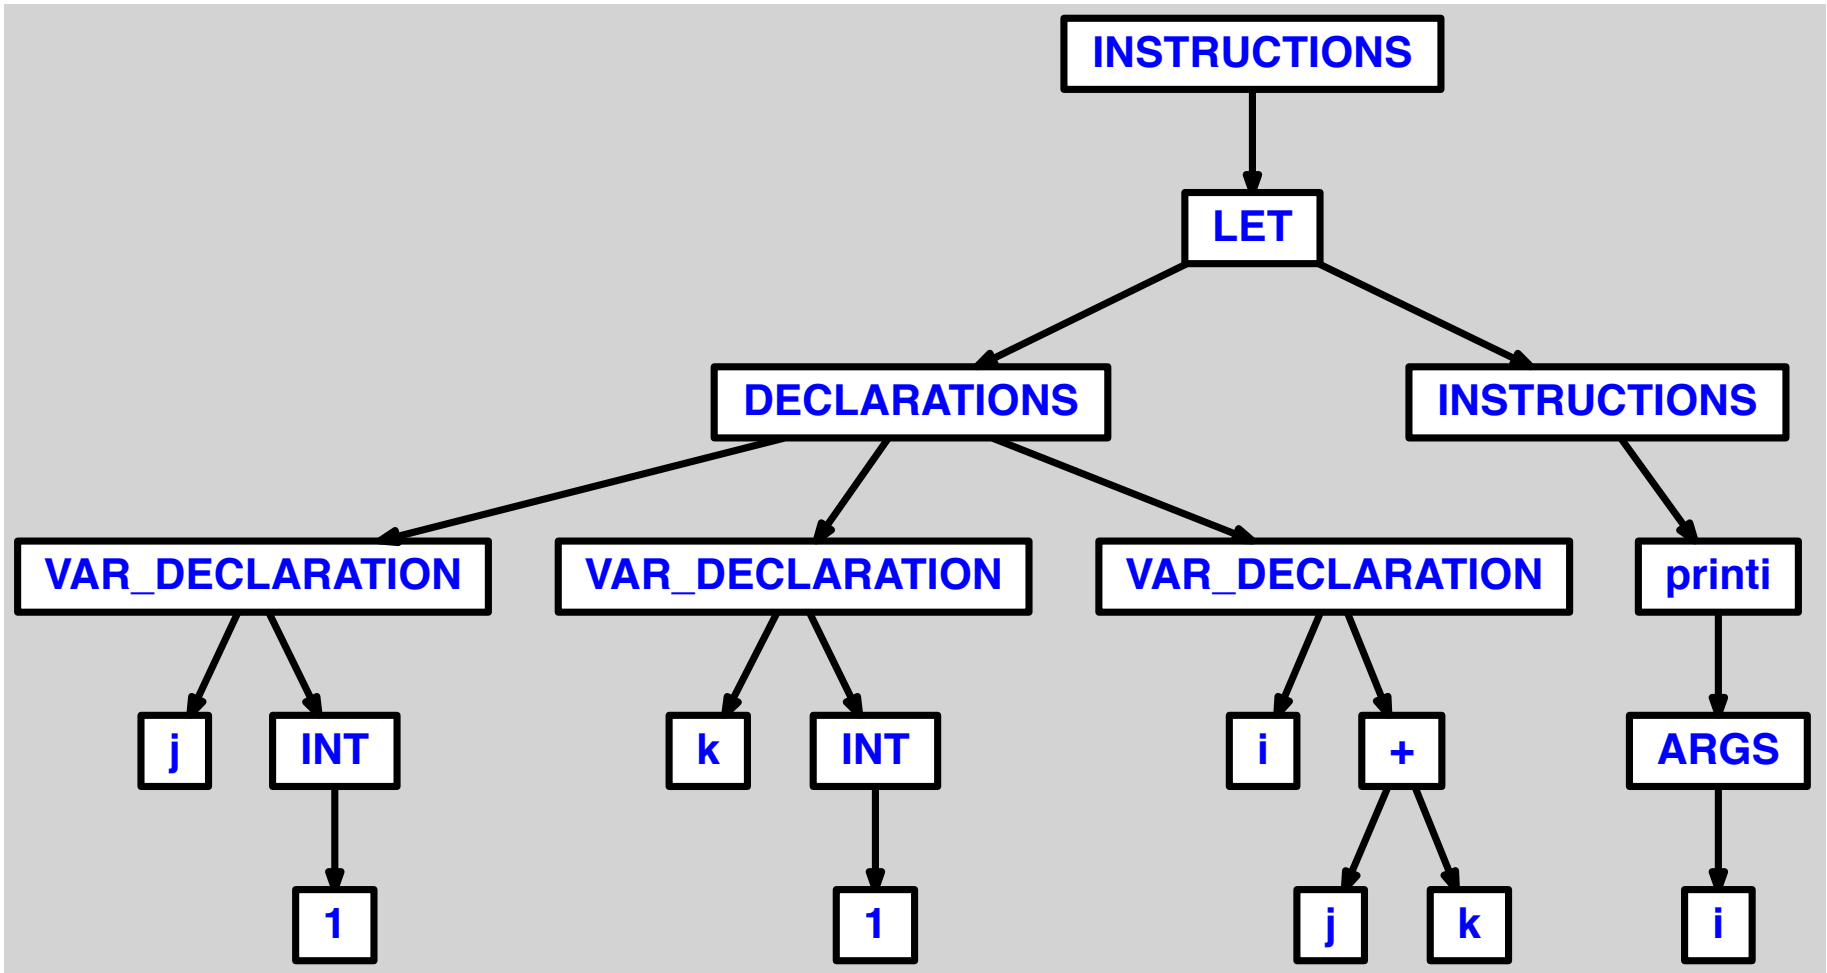 INSTRUCTIONS
LET
DECLARATIONS INSTRUCTIONS
VAR_DECLARATION VAR_DECLARATION VAR_DECLARATION printi
j INT k INT i + ARGS
1 1 j k i